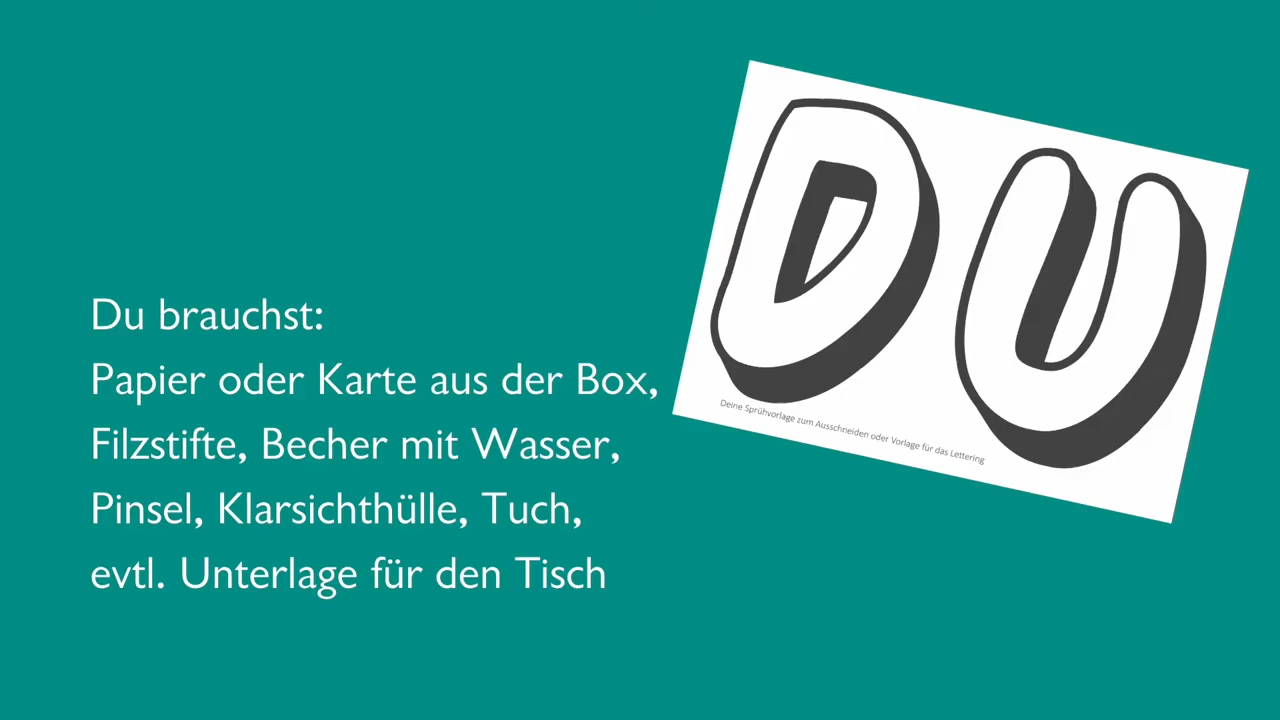 Du brauchst:
Papier oder Karte aus der Box,
Filzstifte, Becher mit Wasser,
Pinsel, Klarsichthülle, Tuch,
evtl. Unterlage für den Tisch
DU
Deine Sprühvorlage zum Ausschneiden oder Vorlage für das Lettering